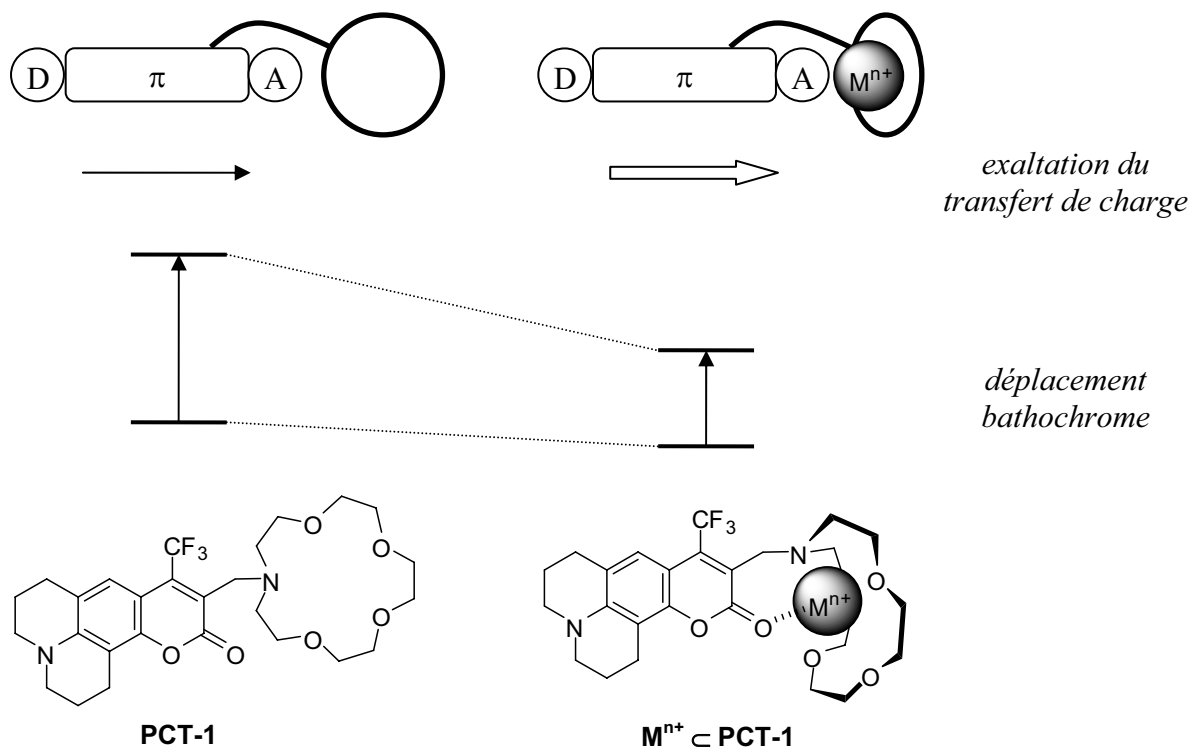 D π A
D π A Mⁿ⁺
exaltation du
transfert de charge
déplacement
bathochrome
CF₃
O
O
N
O
O
N
O
O
PCT-1
CF₃
N
O
Mⁿ⁺
N
O
O
O
O
Mⁿ⁺ ⊂ PCT-1